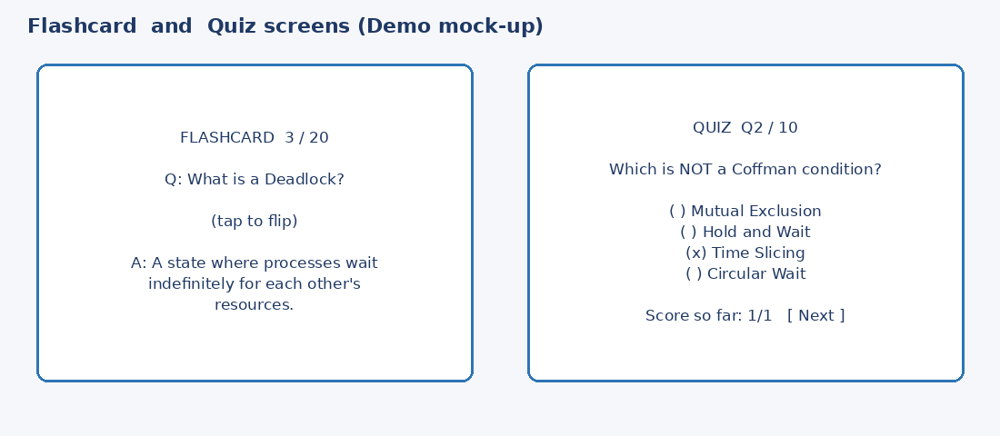 Flashcard and Quiz screens (Demo mock-up)
FLASHCARD 3 / 20
Q: What is a Deadlock?
(tap to flip)
A: A state where processes wait
indefinitely for each other's
resources.
QUIZ Q2 / 10
Which is NOT a Coffman condition?
( ) Mutual Exclusion
( ) Hold and Wait
(x) Time Slicing
( ) Circular Wait
Score so far: 1/1 [ Next ]